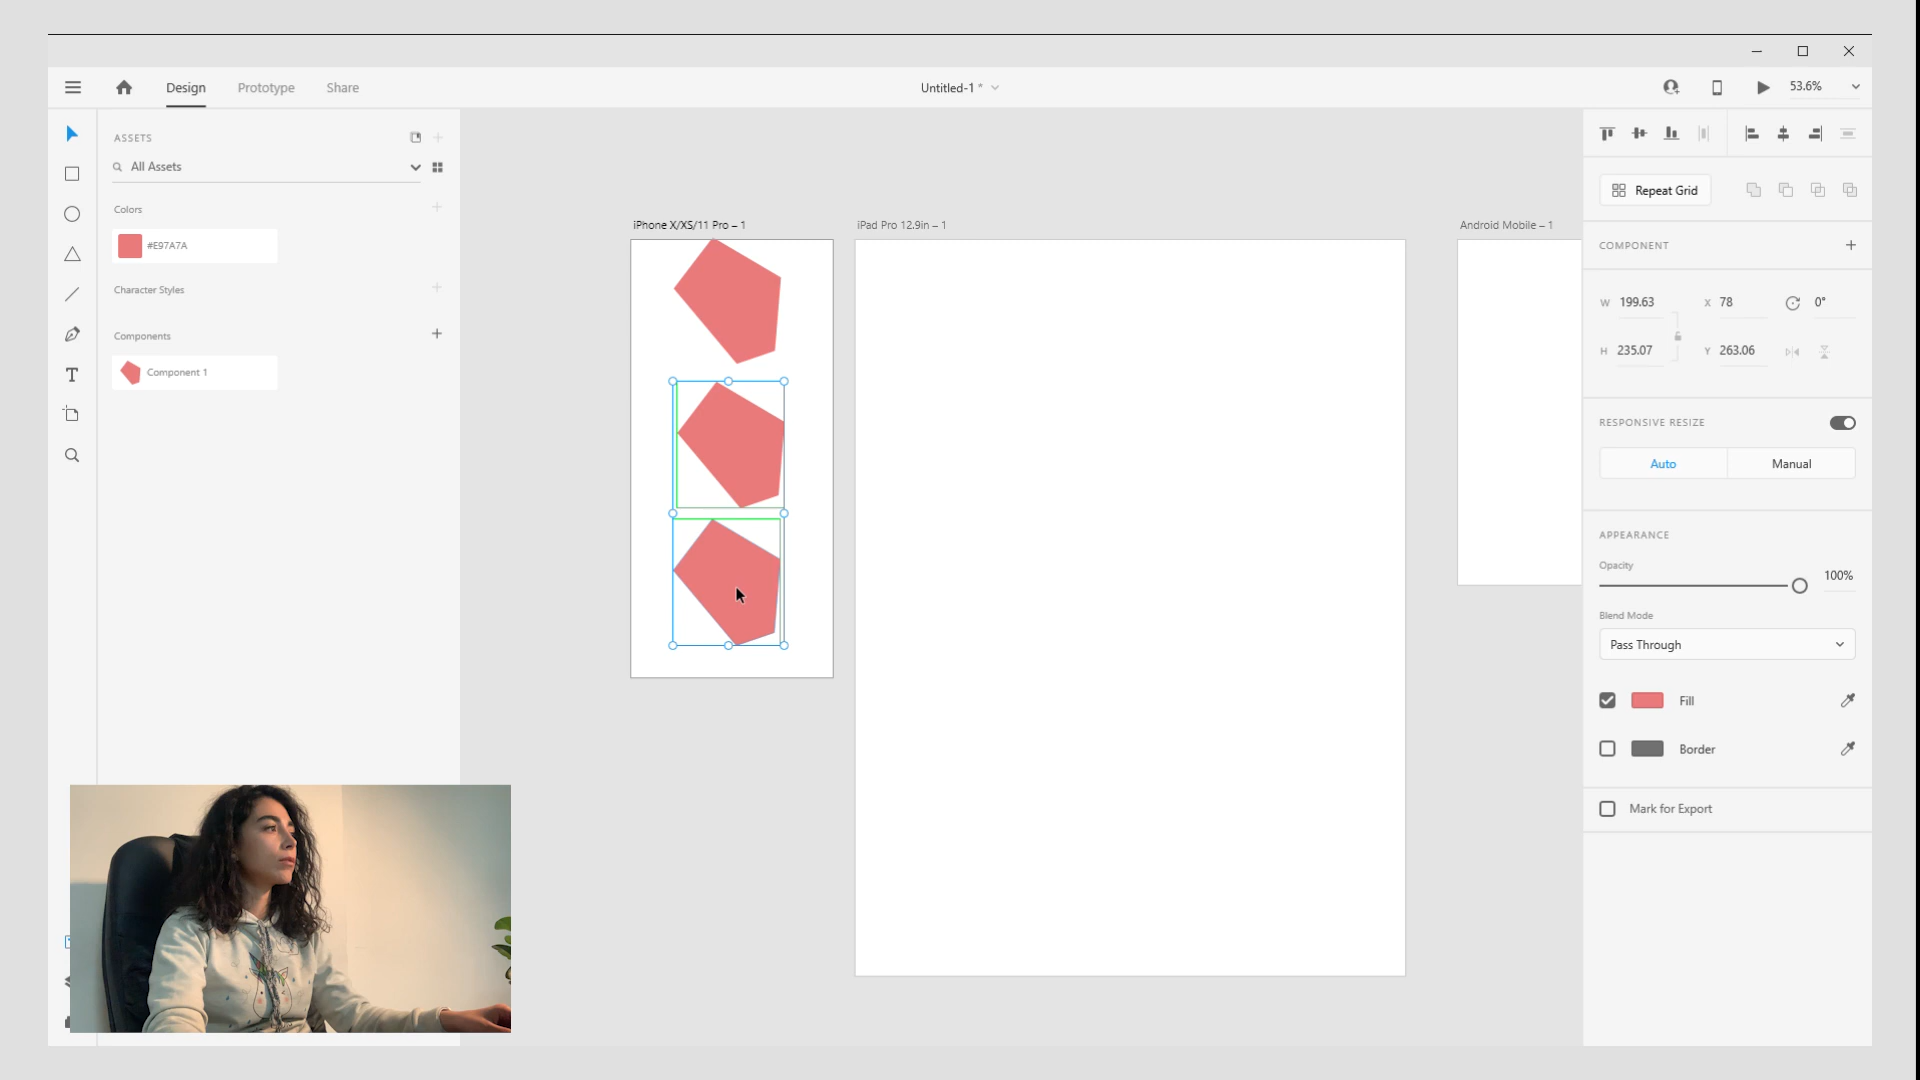 Design
Prototype
Share
Untitled-1 *
53.6%
ASSETS
All Assets
Colors
#E97A7A
Character Styles
Components
Component 1
iPhone X/XS/11 Pro – 1
iPad Pro 12.9in – 1
Android Mobile – 1
Repeat Grid
COMPONENT
W 199.63
X 78
0°
H 235.07
Y 263.06
RESPONSIVE RESIZE
Auto
Manual
APPEARANCE
Opacity
100%
Blend Mode
Pass Through
Fill
Border
Mark for Export